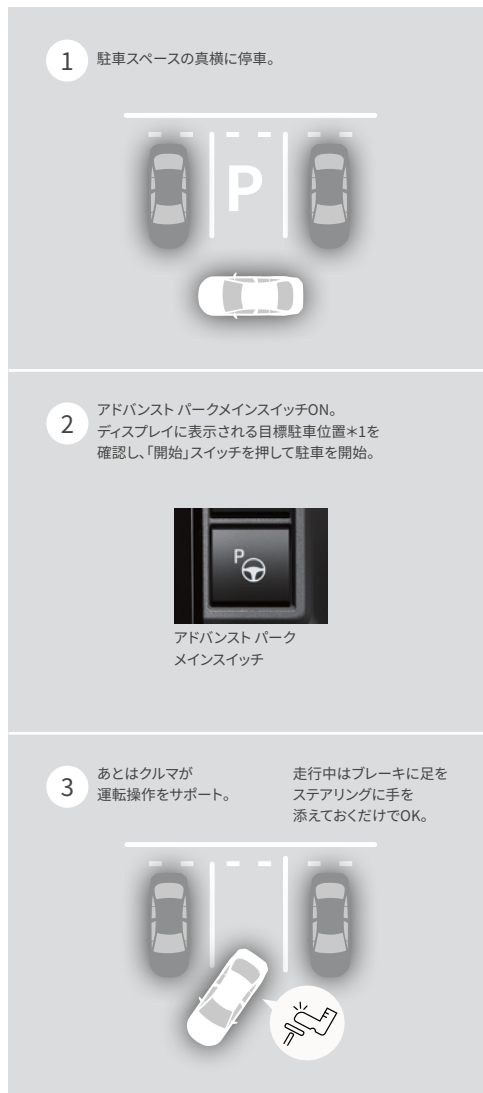 1
駐車スペースの真横に停車。
P
2
アドバンスト パークメインスイッチON。
ディスプレイに表示される目標駐車位置＊1を
確認し、「開始」スイッチを押して駐車を開始。
P
アドバンスト パーク
メインスイッチ
3
あとはクルマが
運転操作をサポート。
走行中はブレーキに足を
ステアリングに手を
添えておくだけでOK。